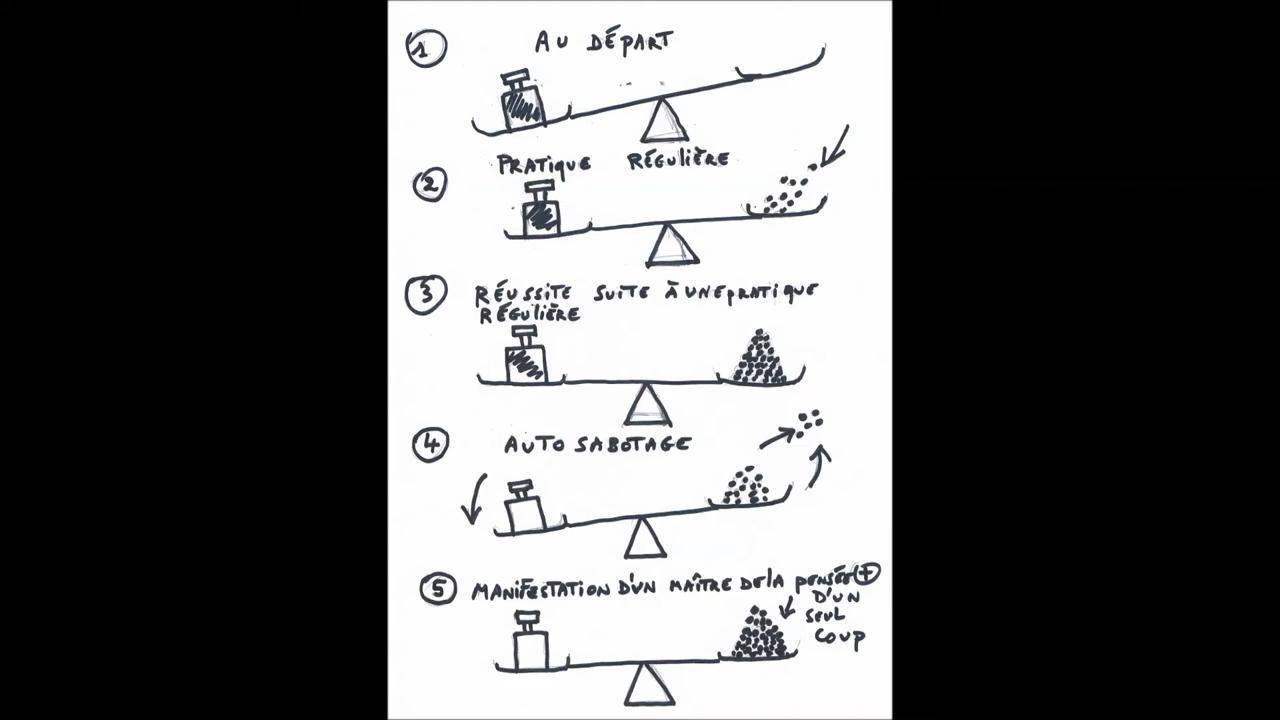 1
AU DÉPART
2
PRATIQUE RÉGULIÈRE
3
RÉUSSITE SUITE À UNE PRATIQUE
RÉGULIÈRE
4
AUTO SABOTAGE
5
MANIFESTATION D'UN MAÎTRE DE LA PENSÉE +
D'UN
SEUL
COUP